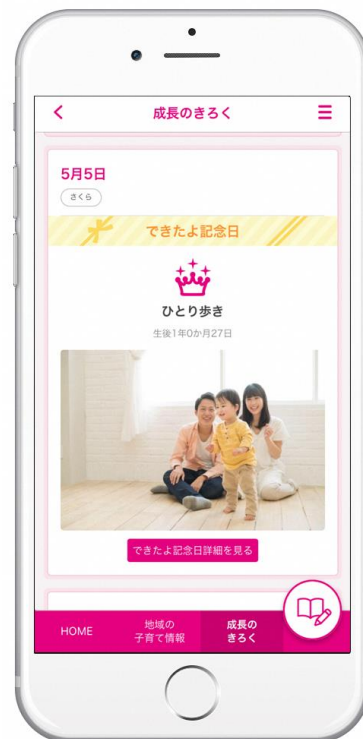 成長のきろく
5月5日
さくら
できたよ記念日
ひとり歩き
生後1年0か月27日
できたよ記念日詳細を見る
HOME
地域の
子育て情報
成長の
きろく